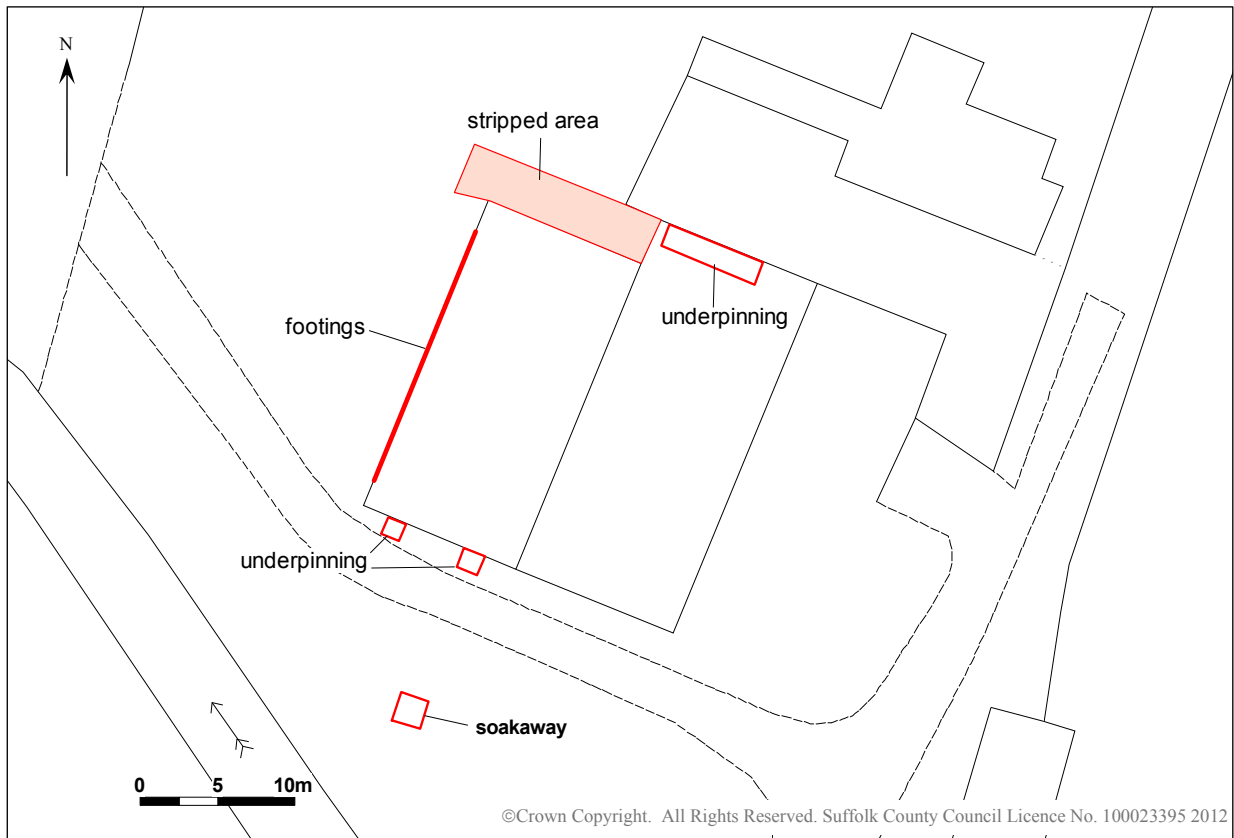 N
stripped area
underpinning
footings
underpinning
soakaway
0 5 10m
©Crown Copyright. All Rights Reserved. Suffolk County Council Licence No. 100023395 2012